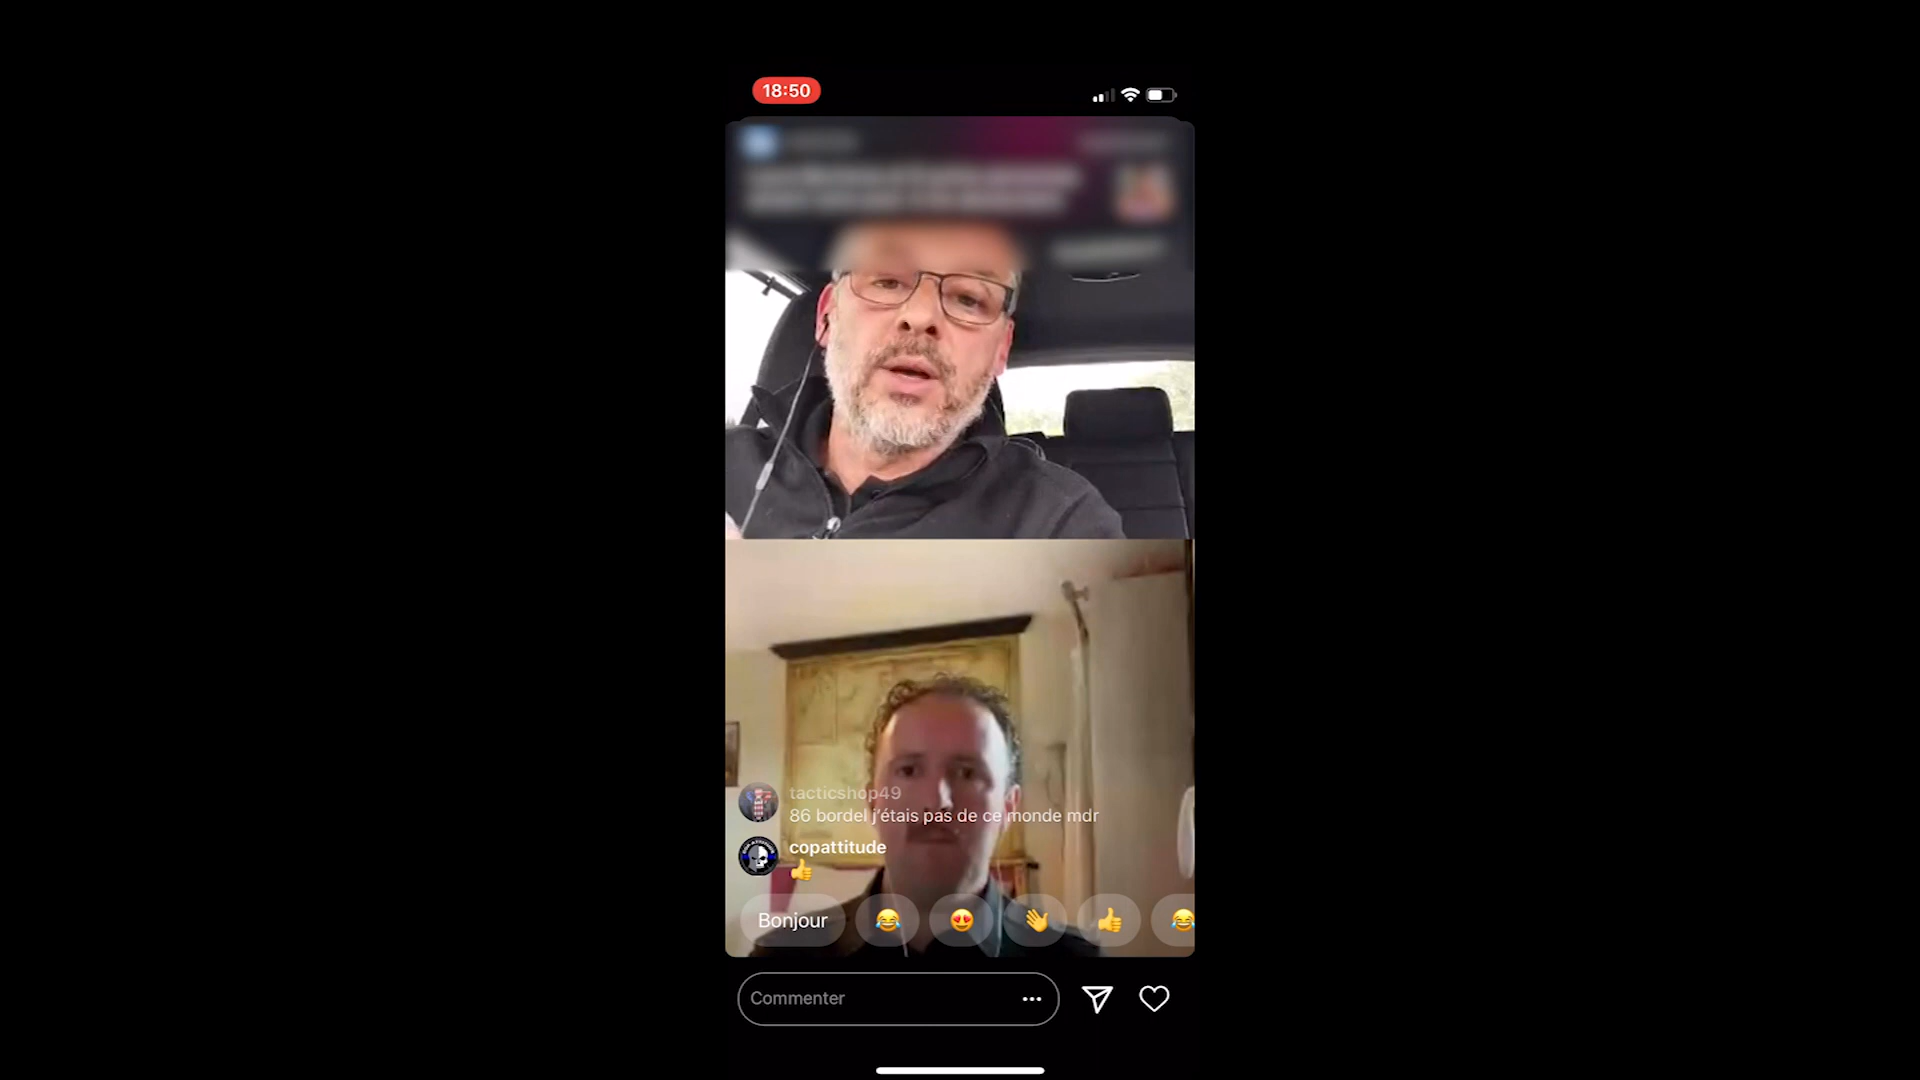 18:50
tacticshop49
86 bordel j'étais pas de ce monde mdr
copattitude
Bonjour
Commenter